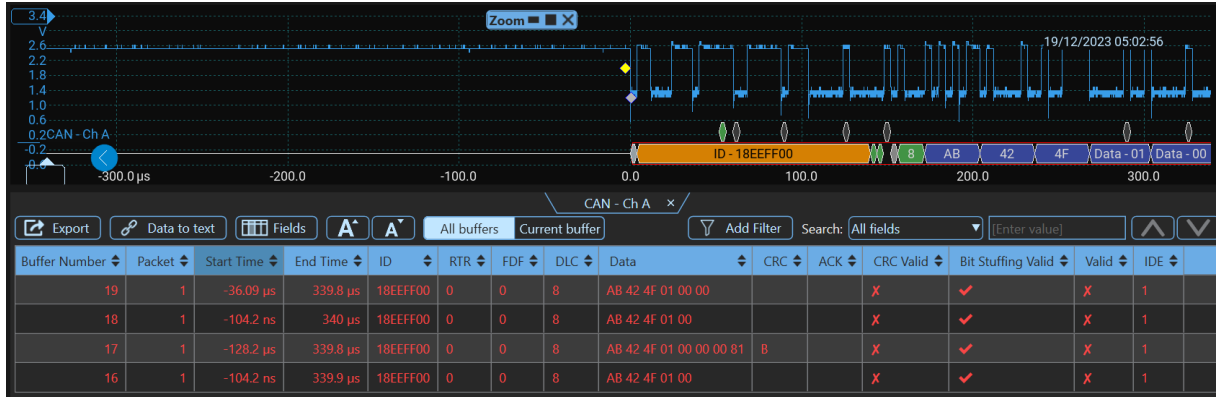 3.4
V
Zoom
2.6
19/12/2023 05:02:56
2.2
1.8
1.4
1.0
0.6
0.2 CAN - Ch A
-0.2
ID - 18EEFF00 8 AB 42 4F Data - 01 Data - 00
-0.6
-300.0 µs -200.0 -100.0 0.0 100.0 200.0 300.0
CAN - Ch A ×
Export Data to text Fields A A All buffers Current buffer Add Filter Search: All fields [Enter value]
Buffer Number Packet Start Time End Time ID RTR FDF DLC Data CRC ACK CRC Valid Bit Stuffing Valid Valid IDE
19 1 -36.09 µs 339.8 µs 18EEFF00 0 0 8 AB 42 4F 01 00 00 ✗ ✓ ✗ 1
18 1 -104.2 ns 340 µs 18EEFF00 0 0 8 AB 42 4F 01 00 ✗ ✓ ✗ 1
17 1 -128.2 µs 339.8 µs 18EEFF00 0 0 8 AB 42 4F 01 00 00 00 81 B ✗ ✓ ✗ 1
16 1 -104.2 ns 339.9 µs 18EEFF00 0 0 8 AB 42 4F 01 00 ✗ ✓ ✗ 1